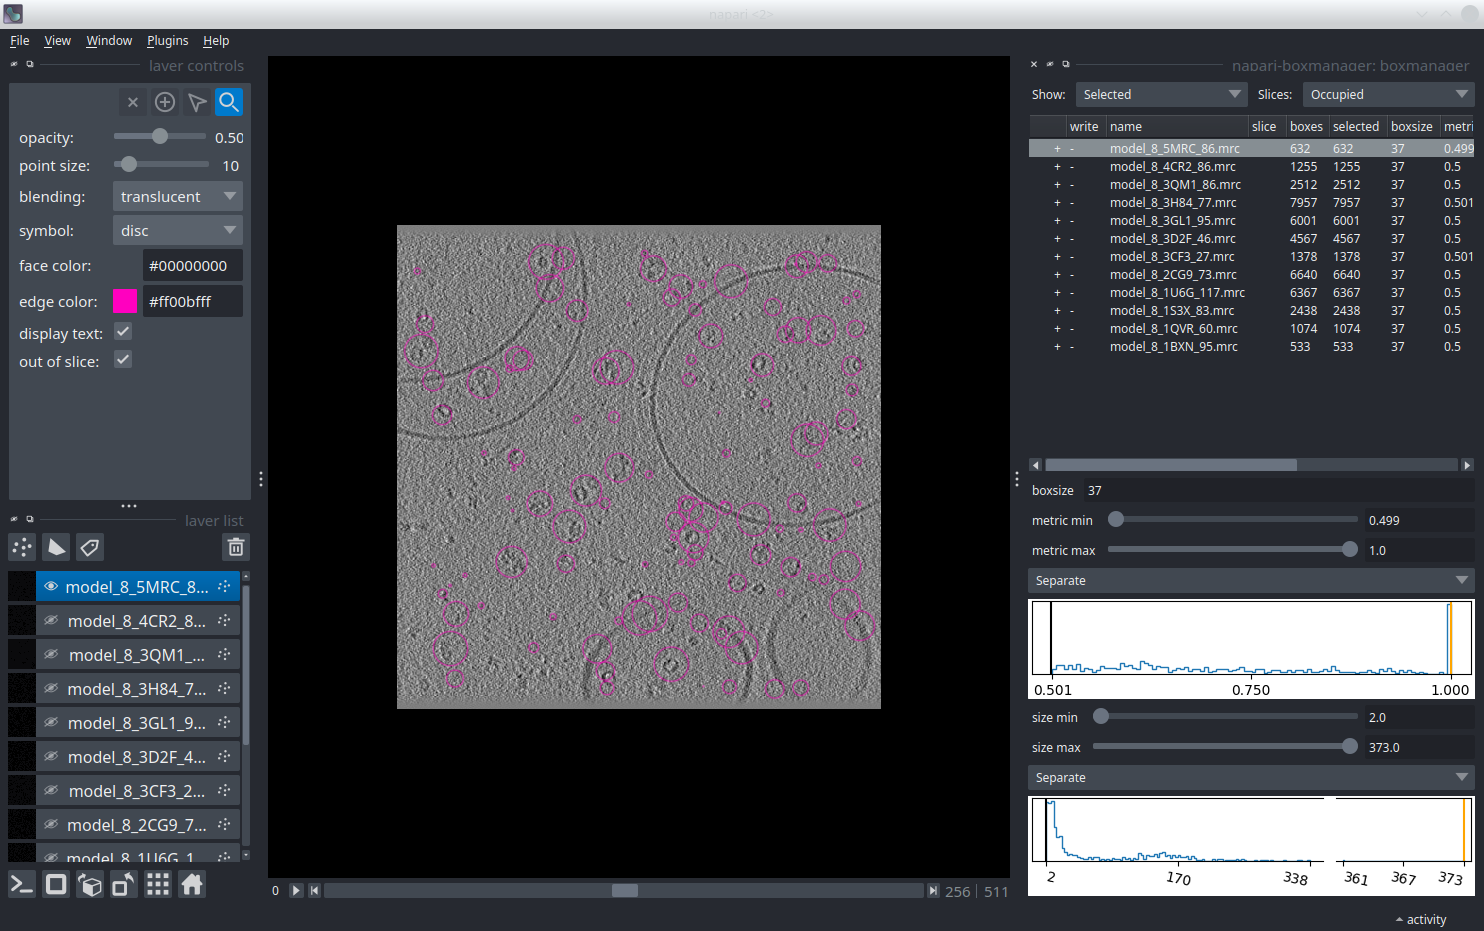 napari <2>
File View Window Plugins Help
layer controls
opacity: 0.50
point size: 10
blending: translucent
symbol: disc
face color: #00000000
edge color: #ff00bfff
display text:
out of slice:
layer list
model_8_5MRC_8...
model_8_4CR2_8...
model_8_3QM1_...
model_8_3H84_7...
model_8_3GL1_9...
model_8_3D2F_4...
model_8_3CF3_2...
model_8_2CG9_7...
model_8_1U6G_1
0 256 511
napari-boxmanager: boxmanager
Show: Selected Slices: Occupied
write name slice boxes selected boxsize metri
+ - model_8_5MRC_86.mrc 632 632 37 0.499
+ - model_8_4CR2_86.mrc 1255 1255 37 0.5
+ - model_8_3QM1_86.mrc 2512 2512 37 0.5
+ - model_8_3H84_77.mrc 7957 7957 37 0.501
+ - model_8_3GL1_95.mrc 6001 6001 37 0.5
+ - model_8_3D2F_46.mrc 4567 4567 37 0.5
+ - model_8_3CF3_27.mrc 1378 1378 37 0.501
+ - model_8_2CG9_73.mrc 6640 6640 37 0.5
+ - model_8_1U6G_117.mrc 6367 6367 37 0.5
+ - model_8_1S3X_83.mrc 2438 2438 37 0.5
+ - model_8_1QVR_60.mrc 1074 1074 37 0.5
+ - model_8_1BXN_95.mrc 533 533 37 0.5
boxsize 37
metric min 0.499
metric max 1.0
Separate
0.501 0.750 1.000
size min 2.0
size max 373.0
Separate
2 170 338 361 367 373
activity